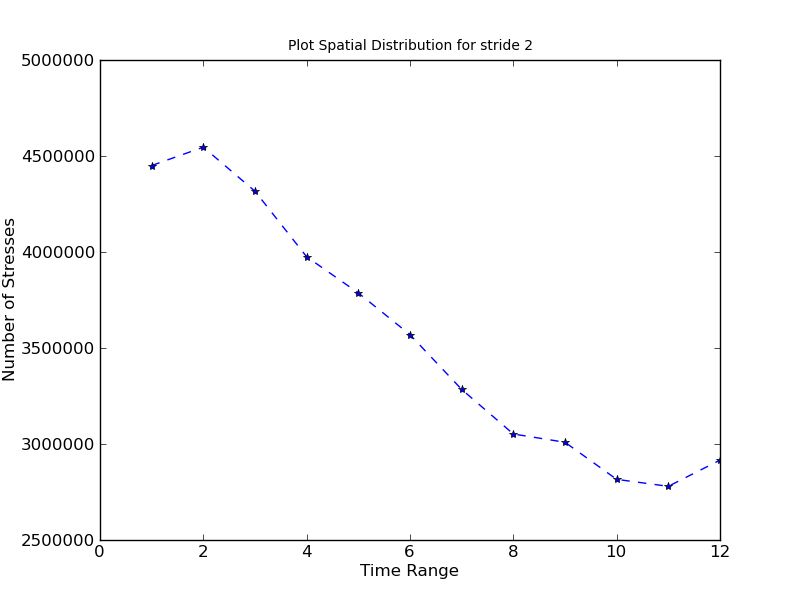 Plot Spatial Distribution for stride 2
5000000
4500000
4000000
3500000
3000000
2500000
Number of Stresses
0 2 4 6 8 10 12
Time Range